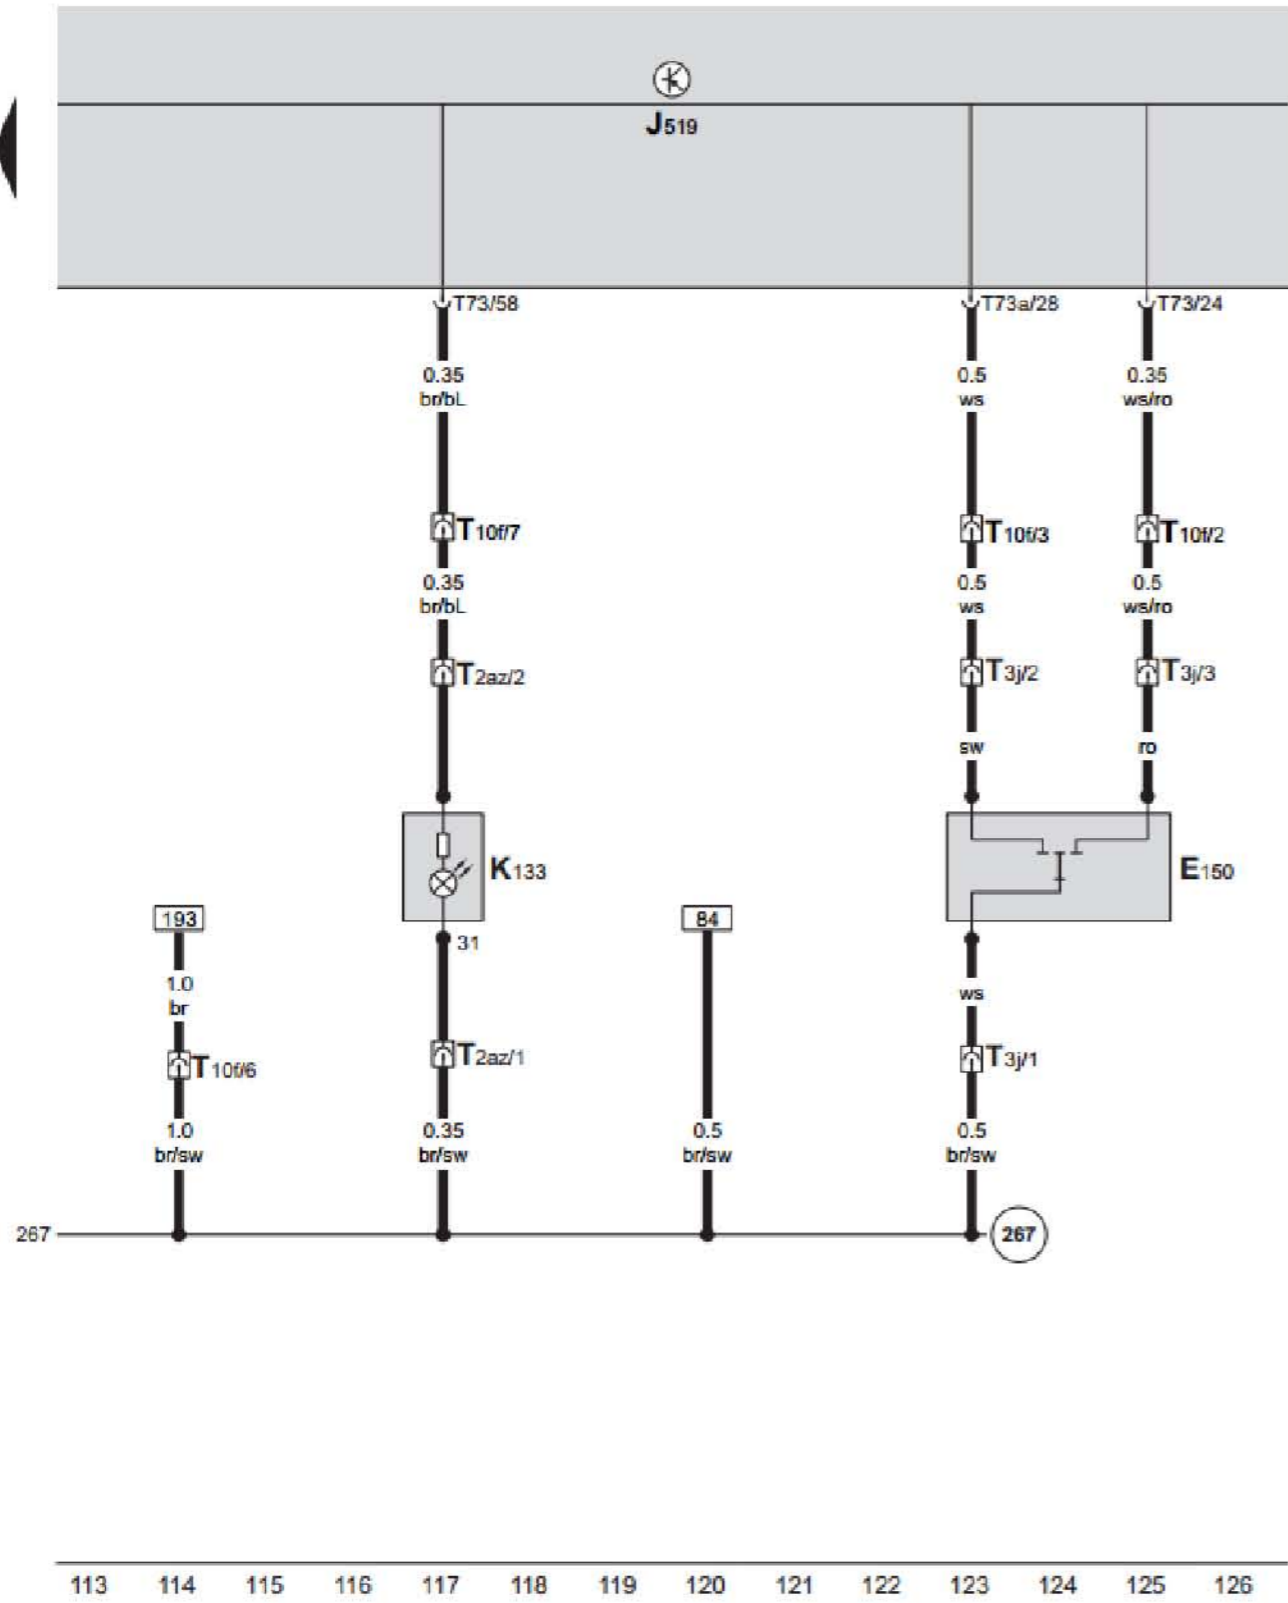 J519
T73/58
T73a/28
T73/24
0.35
br/bL
0.5
ws
0.35
ws/ro
T10f/7
T10f/3
T10f/2
0.35
br/bL
0.5
ws
0.5
ws/ro
T2az/2
T3j/2
T3j/3
sw
ro
K133
E150
193
84
31
1.0
br
ws
T10f/6
T2az/1
T3j/1
1.0
br/sw
0.35
br/sw
0.5
br/sw
0.5
br/sw
267
267
113 114 115 116 117 118 119 120 121 122 123 124 125 126